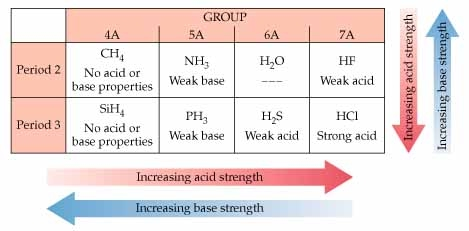 GROUP
4A 5A 6A 7A
Period 2
CH4
No acid or
base properties
NH3
Weak base
H2O
–––
HF
Weak acid
Period 3
SiH4
No acid or
base properties
PH3
Weak base
H2S
Weak acid
HCl
Strong acid
Increasing acid strength
Increasing base strength
Increasing acid strength
Increasing base strength